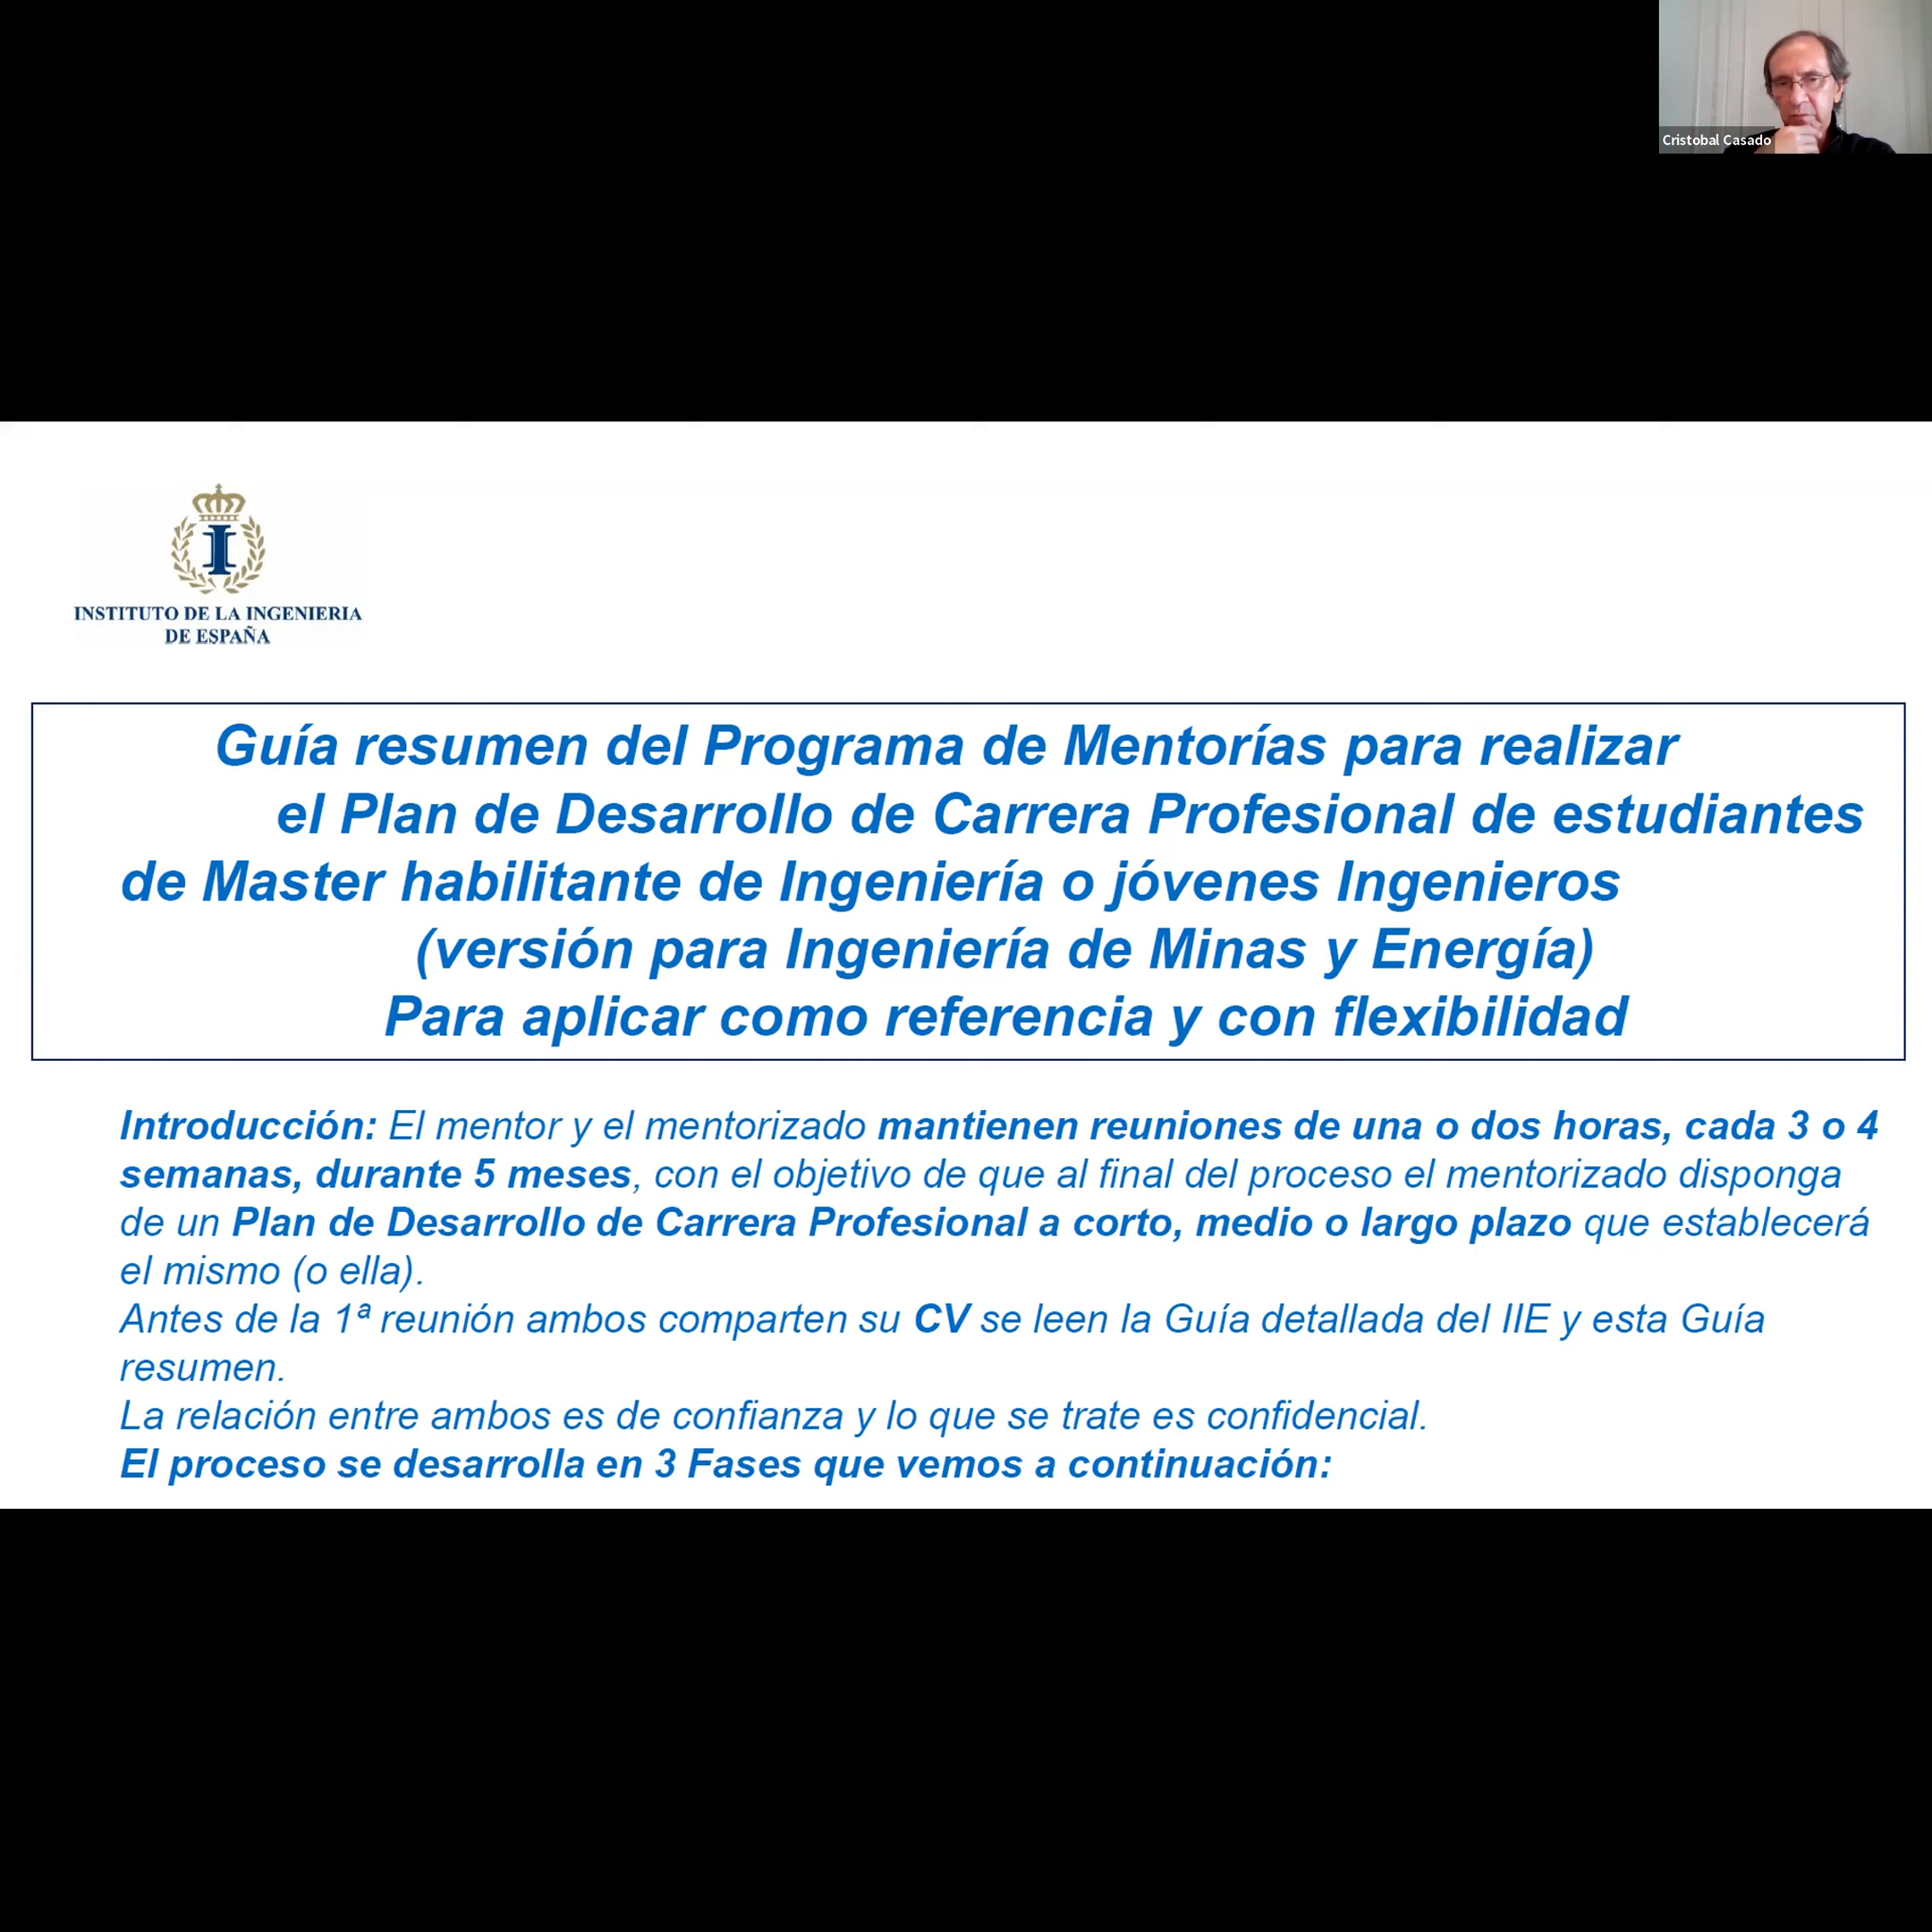 Cristobal Casado
I
INSTITUTO DE LA INGENIERIA
DE ESPAÑA
Guía resumen del Programa de Mentorías para realizar
el Plan de Desarrollo de Carrera Profesional de estudiantes
de Master habilitante de Ingeniería o jóvenes Ingenieros
(versión para Ingeniería de Minas y Energía)
Para aplicar como referencia y con flexibilidad
Introducción: El mentor y el mentorizado mantienen reuniones de una o dos horas, cada 3 o 4
semanas, durante 5 meses, con el objetivo de que al final del proceso el mentorizado disponga
de un Plan de Desarrollo de Carrera Profesional a corto, medio o largo plazo que establecerá
el mismo (o ella).
Antes de la 1ª reunión ambos comparten su CV se leen la Guía detallada del IIE y esta Guía
resumen.
La relación entre ambos es de confianza y lo que se trate es confidencial.
El proceso se desarrolla en 3 Fases que vemos a continuación: